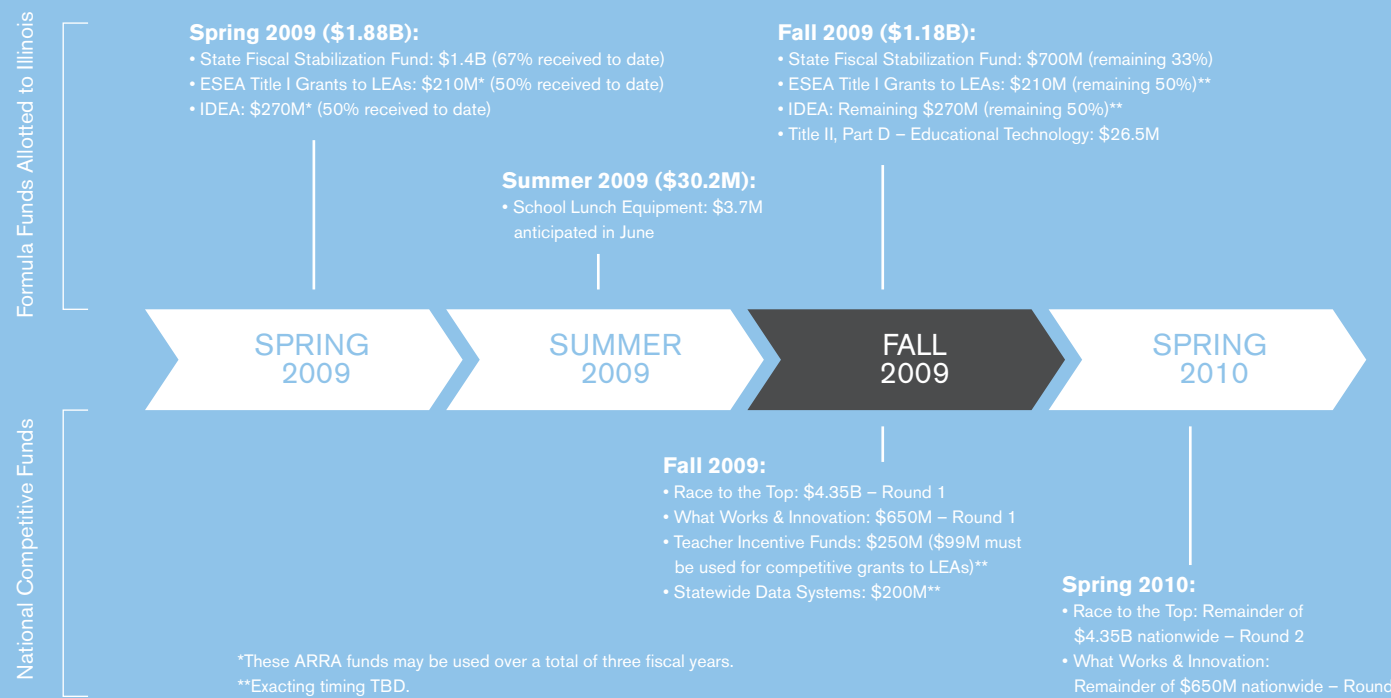 Formula Funds Allotted to Illinois
Spring 2009 ($1.88B):
• State Fiscal Stabilization Fund: $1.4B (67% received to date)
• ESEA Title I Grants to LEAs: $210M* (50% received to date)
• IDEA: $270M* (50% received to date)
Summer 2009 ($30.2M):
• School Lunch Equipment: $3.7M
anticipated in June
Fall 2009 ($1.18B):
• State Fiscal Stabilization Fund: $700M (remaining 33%)
• ESEA Title I Grants to LEAs: $210M (remaining 50%)**
• IDEA: Remaining $270M (remaining 50%)**
• Title II, Part D – Educational Technology: $26.5M
SPRING
2009
SUMMER
2009
FALL
2009
SPRING
2010
National Competitive Funds
Fall 2009:
• Race to the Top: $4.35B – Round 1
• What Works & Innovation: $650M – Round 1
• Teacher Incentive Funds: $250M ($99M must
be used for competitive grants to LEAs)**
• Statewide Data Systems: $200M**
Spring 2010:
• Race to the Top: Remainder of
$4.35B nationwide – Round 2
• What Works & Innovation:
Remainder of $650M nationwide – Round
*These ARRA funds may be used over a total of three fiscal years.
**Exacting timing TBD.